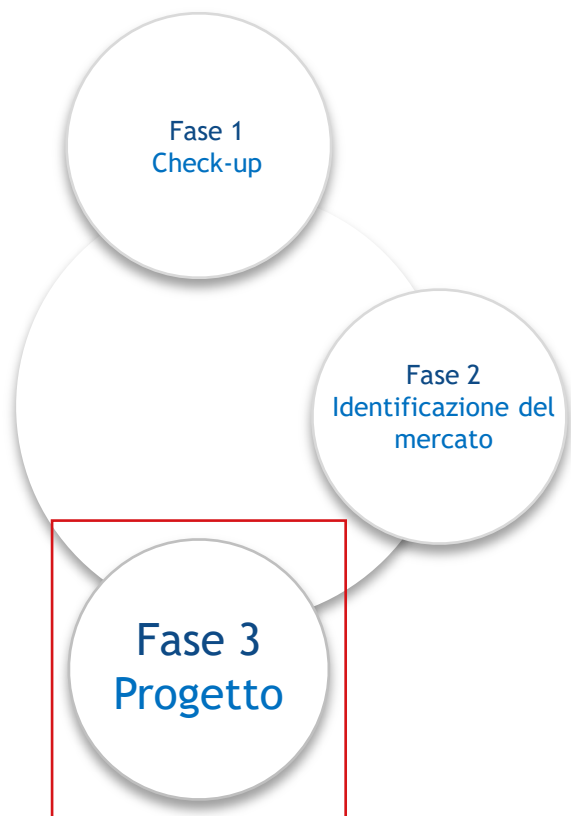 Fase 1
Check-up
Fase 2
Identificazione del
mercato
Fase 3
Progetto